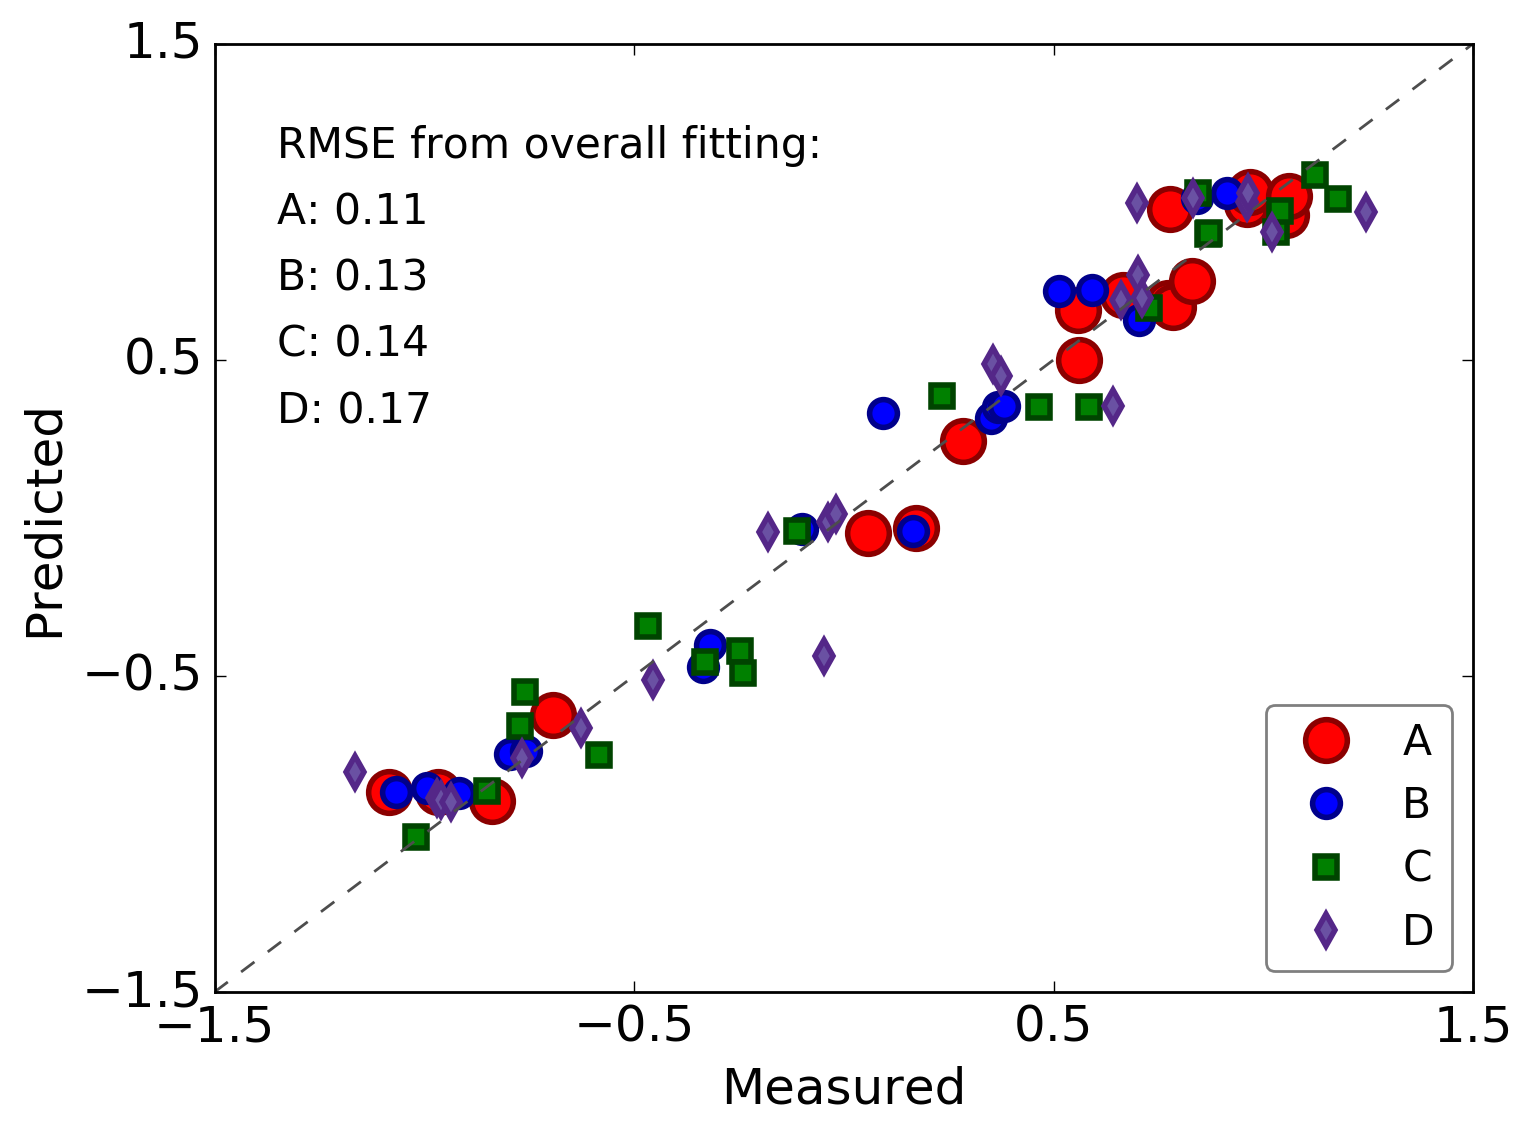 1.5
RMSE from overall fitting:
A: 0.11
B: 0.13
0.5
C: 0.14
D: 0.17
Predicted
−0.5
A
B
C
D
−1.5
−1.5 −0.5 0.5 1.5
Measured